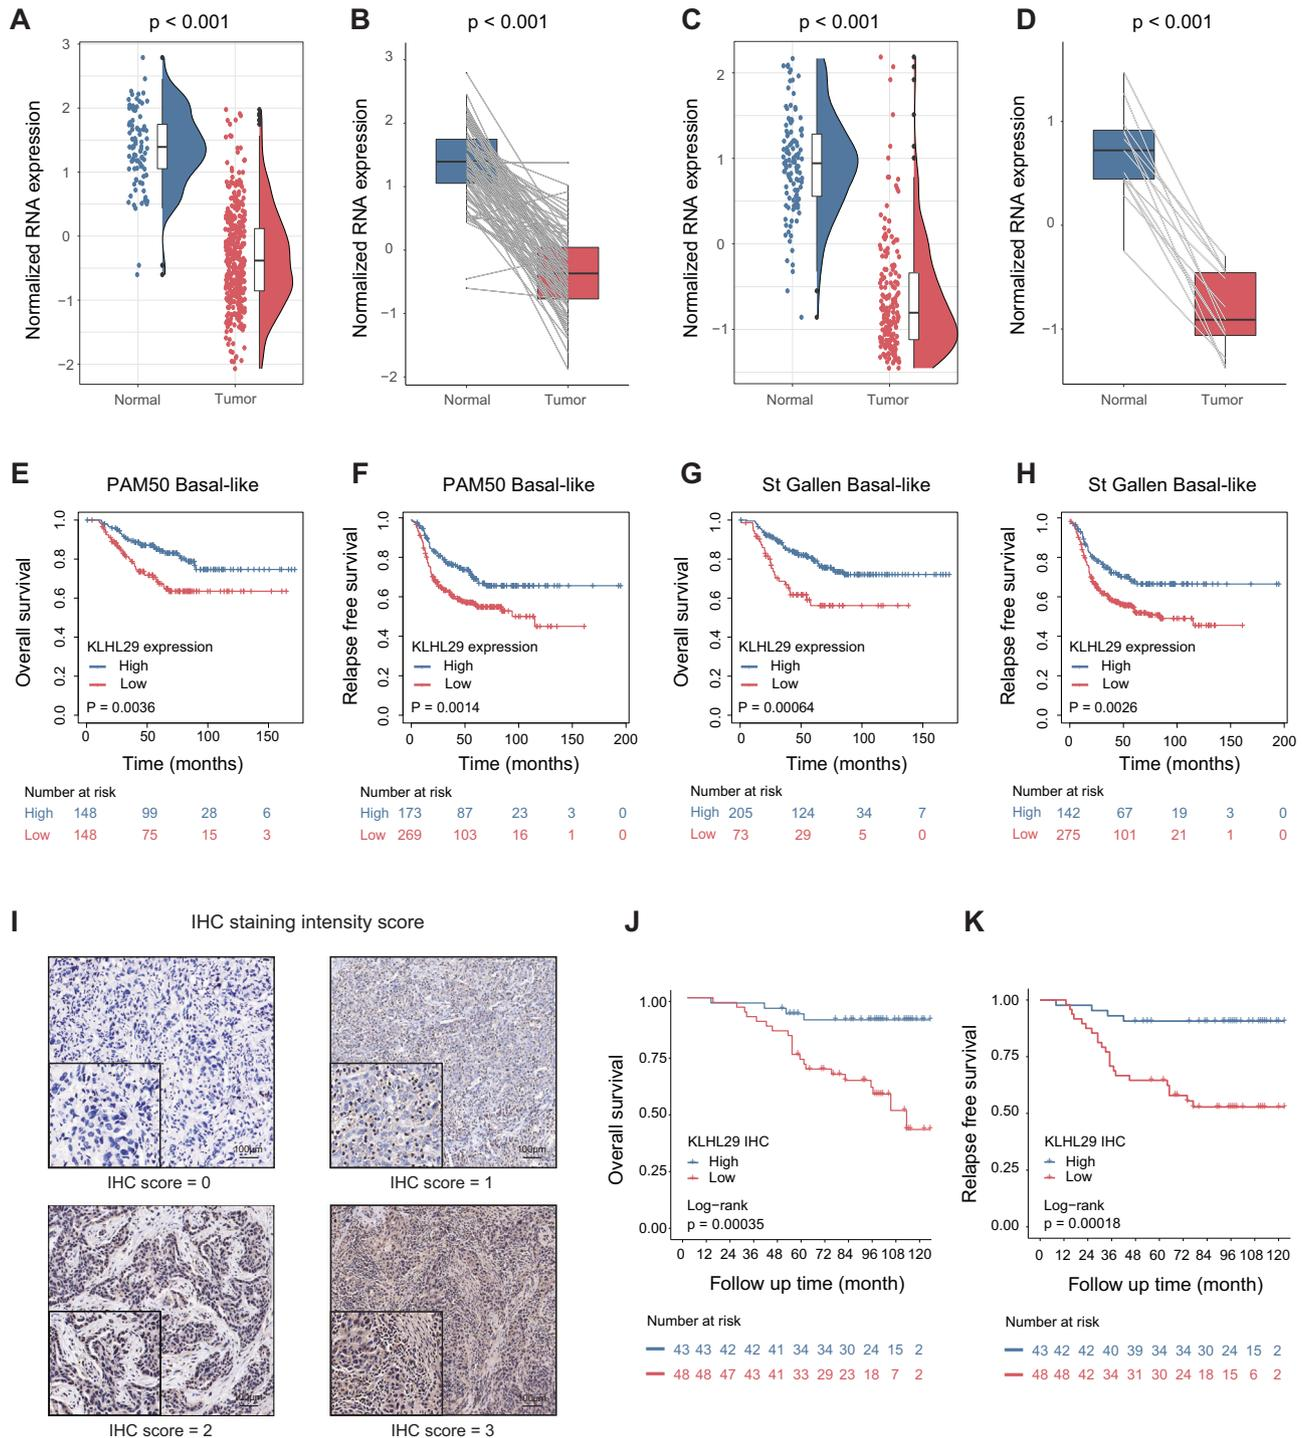 A
p < 0.001
Normalized RNA expression
3
2
1
0
−1
−2
Normal
Tumor
B
p < 0.001
Normalized RNA expression
3
2
1
0
−1
−2
Normal
Tumor
C
p < 0.001
Normalized RNA expression
2
1
0
−1
Normal
Tumor
D
p < 0.001
Normalized RNA expression
1
0
−1
Normal
Tumor
E
PAM50 Basal-like
Overall survival
1.0
0.8
0.6
0.4
0.2
0.0
KLHL29 expression
High
Low
P = 0.0036
0 50 100 150
Time (months)
Number at risk
High 148 99 28 6
Low 148 75 15 3
F
PAM50 Basal-like
Relapse free survival
1.0
0.8
0.6
0.4
0.2
0.0
KLHL29 expression
High
Low
P = 0.0014
0 50 100 150 200
Time (months)
Number at risk
High 173 87 23 3 0
Low 269 103 16 1 0
G
St Gallen Basal-like
Overall survival
1.0
0.8
0.6
0.4
0.2
0.0
KLHL29 expression
High
Low
P = 0.00064
0 50 100 150
Time (months)
Number at risk
High 205 124 34 7
Low 73 29 5 0
H
St Gallen Basal-like
Relapse free survival
1.0
0.8
0.6
0.4
0.2
0.0
KLHL29 expression
High
Low
P = 0.0026
0 50 100 150 200
Time (months)
Number at risk
High 142 67 19 3 0
Low 275 101 21 1 0
I
IHC staining intensity score
100μm
IHC score = 0
100μm
IHC score = 1
100μm
IHC score = 2
100μm
IHC score = 3
J
Overall survival
1.00
0.75
0.50
0.25
0.00
KLHL29 IHC
High
Low
Log−rank
p = 0.00035
0 12 24 36 48 60 72 84 96 108 120
Follow up time (month)
Number at risk
43 43 42 42 41 34 34 30 24 15 2
48 48 47 43 41 33 29 23 18 7 2
K
Relapse free survival
1.00
0.75
0.50
0.25
0.00
KLHL29 IHC
High
Low
Log−rank
p = 0.00018
0 12 24 36 48 60 72 84 96 108 120
Follow up time (month)
Number at risk
43 42 42 40 39 34 34 30 24 15 2
48 48 42 34 31 30 24 18 15 6 2